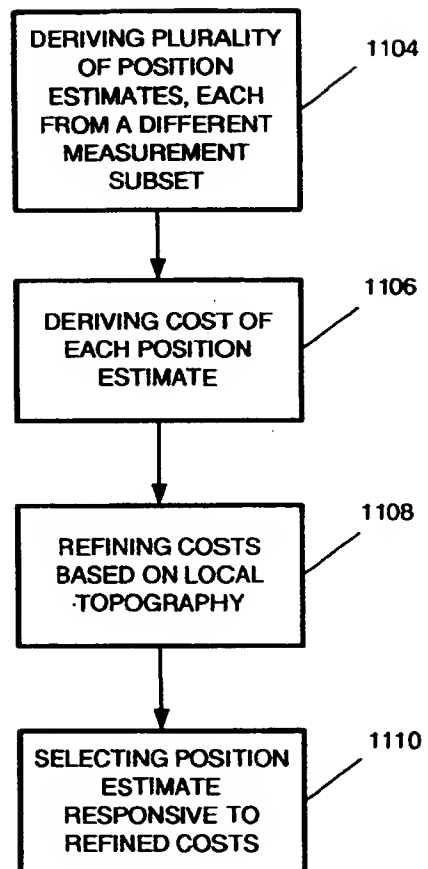 DERIVING PLURALITY
OF POSITION
ESTIMATES, EACH
FROM A DIFFERENT
MEASUREMENT
SUBSET
1104
DERIVING COST OF
EACH POSITION
ESTIMATE
1106
REFINING COSTS
BASED ON LOCAL
TOPOGRAPHY
1108
SELECTING POSITION
ESTIMATE
RESPONSIVE TO
REFINED COSTS
1110